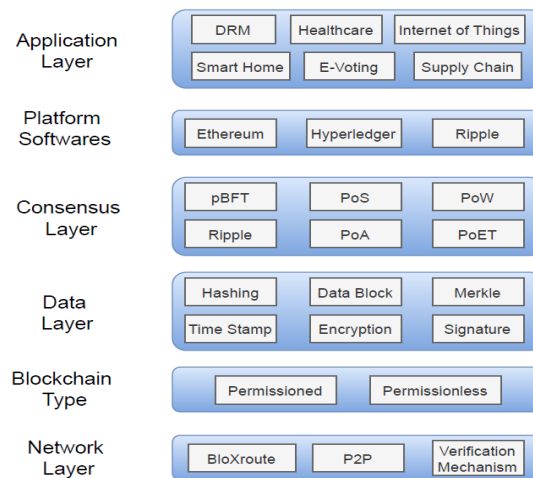 Application
Layer
DRM
Healthcare
Internet of Things
Smart Home
E-Voting
Supply Chain
Platform
Softwares
Ethereum
Hyperledger
Ripple
Consensus
Layer
pBFT
PoS
PoW
Ripple
PoA
PoET
Data
Layer
Hashing
Data Block
Merkle
Time Stamp
Encryption
Signature
Blockchain
Type
Permissioned
Permissionless
Network
Layer
BloXroute
P2P
Verification
Mechanism